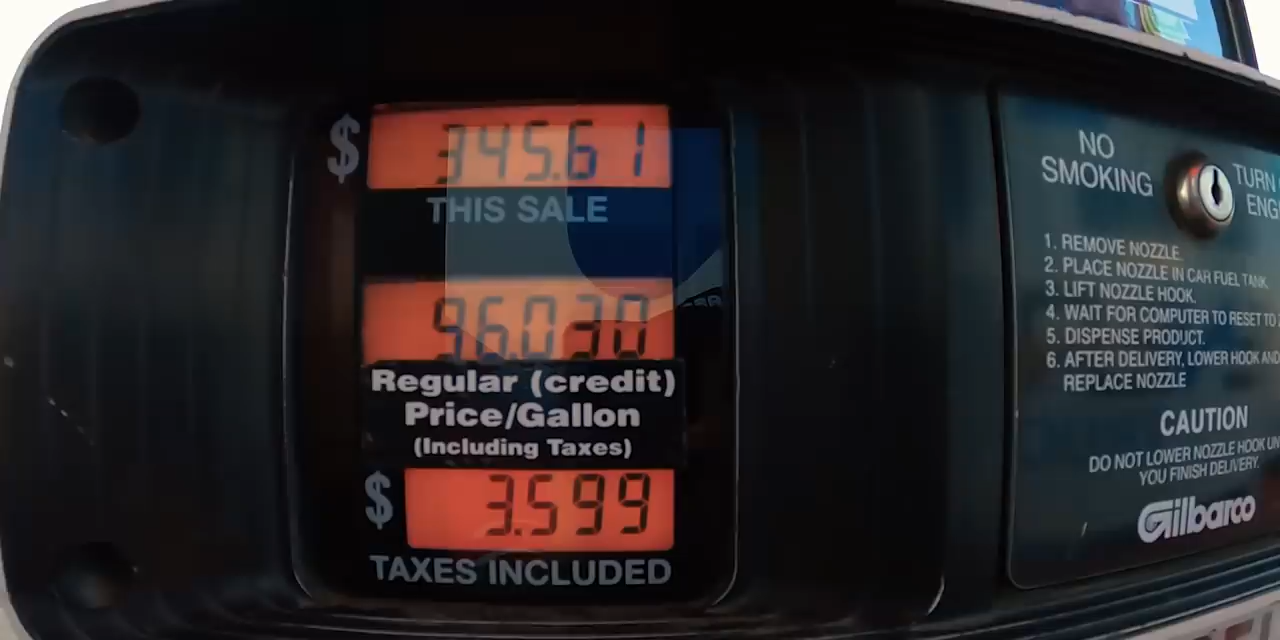 $ 345.61
THIS SALE
96.030
Regular (credit)
Price/Gallon
(Including Taxes)
$ 3.599
TAXES INCLUDED
NO
SMOKING
TURN
1. REMOVE NOZZLE.
2. PLACE NOZZLE IN CAR FUEL TANK.
3. LIFT NOZZLE HOOK.
4. WAIT FOR COMPUTER TO RESET TO
5. DISPENSE PRODUCT.
6. AFTER DELIVERY, LOWER HOOK AND
REPLACE NOZZLE
CAUTION
DO NOT LOWER NOZZLE HOOK UN
YOU FINISH DELIVERY.
Gilbarco